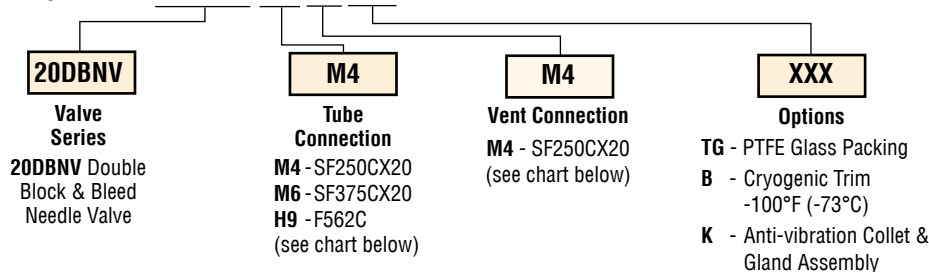 20DBNV
M4
M4
XXX
Valve
Series
20DBNV Double
Block & Bleed
Needle Valve
Tube
Connection
M4 - SF250CX20
M6 - SF375CX20
H9 - F562C
(see chart below)
Vent Connection
M4 - SF250CX20
(see chart below)
Options
TG - PTFE Glass Packing
B - Cryogenic Trim
-100°F (-73°C)
K - Anti-vibration Collet &
Gland Assembly